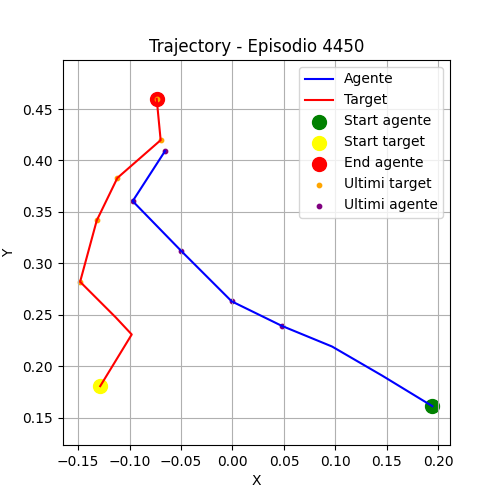 Trajectory - Episodio 4450
Agente
Target
Start agente
Start target
End agente
Ultimi target
Ultimi agente
0.45
0.40
0.35
0.30
0.25
0.20
0.15
Y
−0.15 −0.10 −0.05 0.00 0.05 0.10 0.15 0.20
X